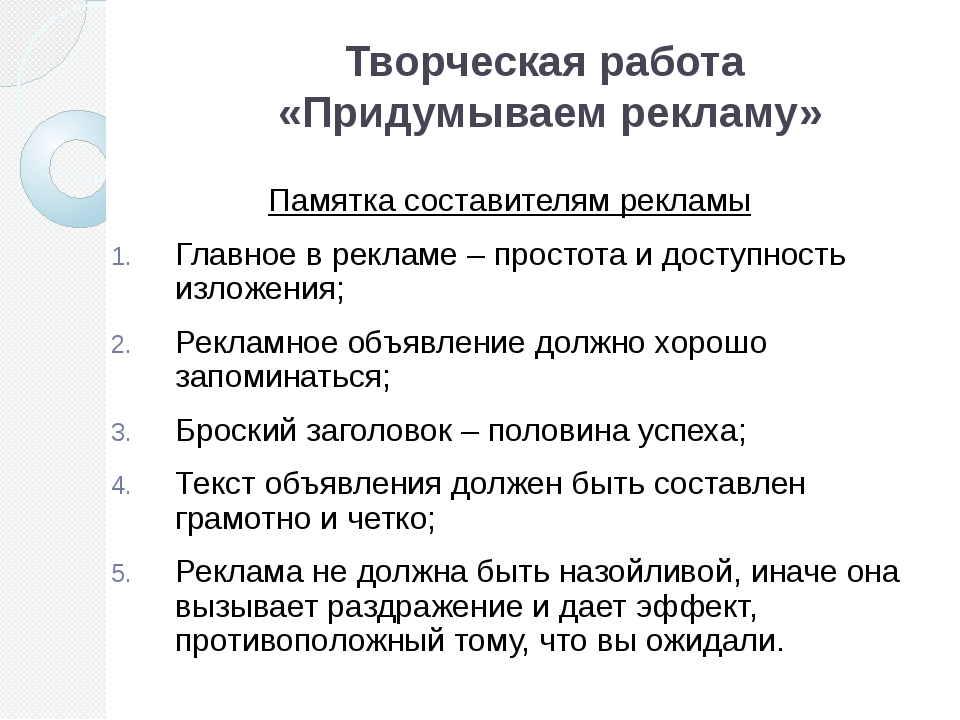 Творческая работа
«Придумываем рекламу»
Памятка составителям рекламы
1. Главное в рекламе – простота и доступность
изложения;
2. Рекламное объявление должно хорошо
запоминаться;
3. Броский заголовок – половина успеха;
4. Текст объявления должен быть составлен
грамотно и четко;
5. Реклама не должна быть назойливой, иначе она
вызывает раздражение и дает эффект,
противоположный тому, что вы ожидали.